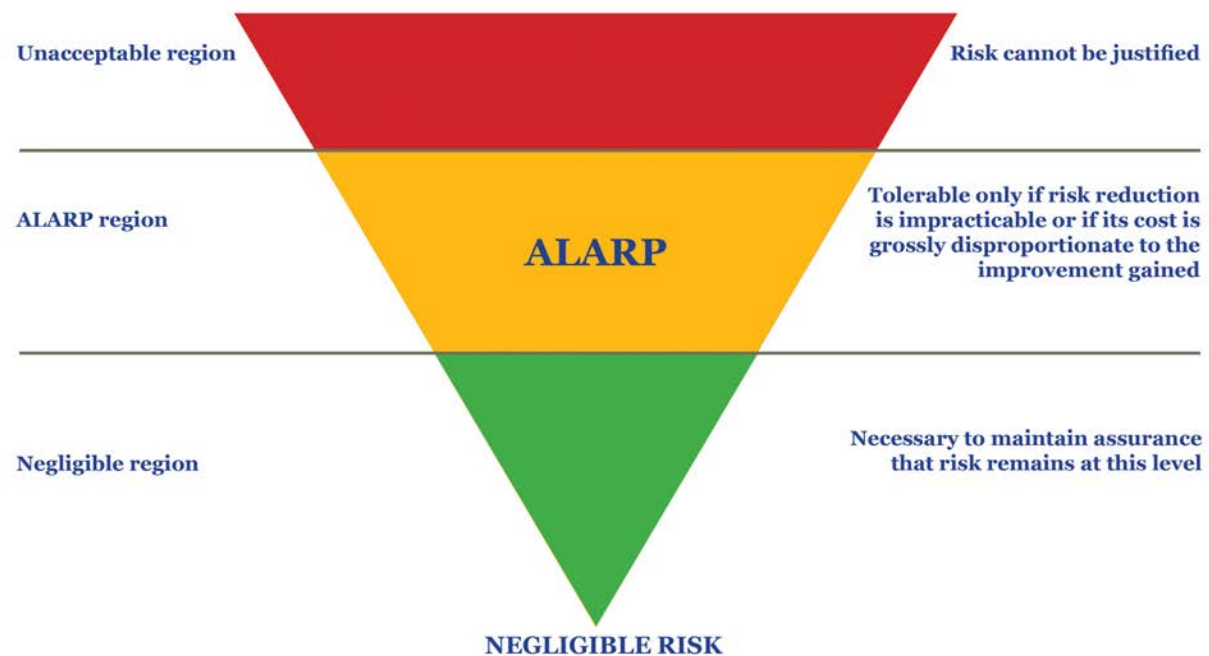 Unacceptable region
Risk cannot be justified
ALARP region
ALARP
Tolerable only if risk reduction
is impracticable or if its cost is
grossly disproportionate to the
improvement gained
Negligible region
Necessary to maintain assurance
that risk remains at this level
NEGLIGIBLE RISK